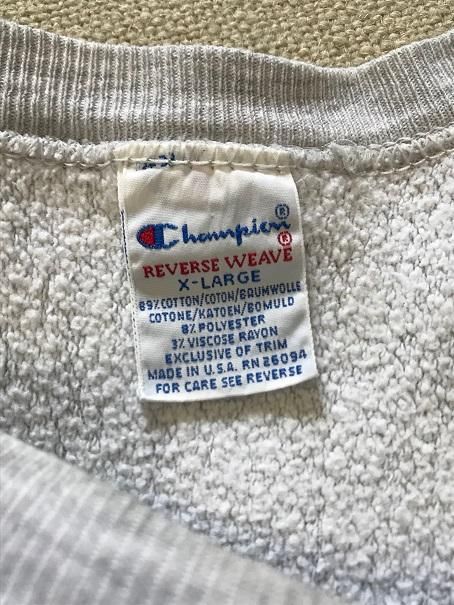 Champion®
REVERSE WEAVE®
X-LARGE
89% COTTON/COTON/BAUMWOLLE
COTONE/KATOEN/BOMULD
8% POLYESTER
3% VISCOSE RAYON
EXCLUSIVE OF TRIM
MADE IN U.S.A. RN 26094
FOR CARE SEE REVERSE